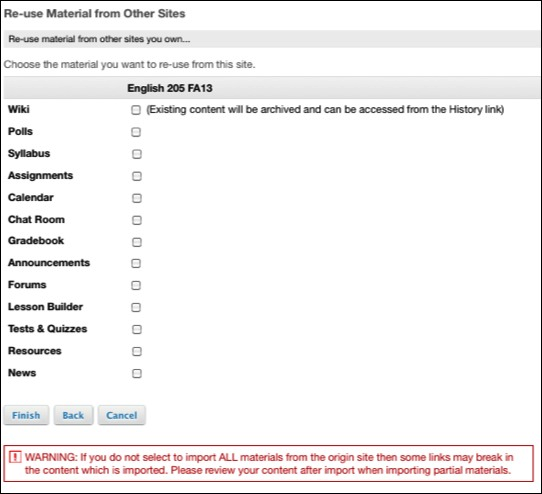 Re-use Material from Other Sites
Re-use material from other sites you own...
Choose the material you want to re-use from this site.
English 205 FA13
Wiki (Existing content will be archived and can be accessed from the History link)
Polls
Syllabus
Assignments
Calendar
Chat Room
Gradebook
Announcements
Forums
Lesson Builder
Tests & Quizzes
Resources
News
Finish Back Cancel
WARNING: If you do not select to import ALL materials from the origin site then some links may break in
the content which is imported. Please review your content after import when importing partial materials.